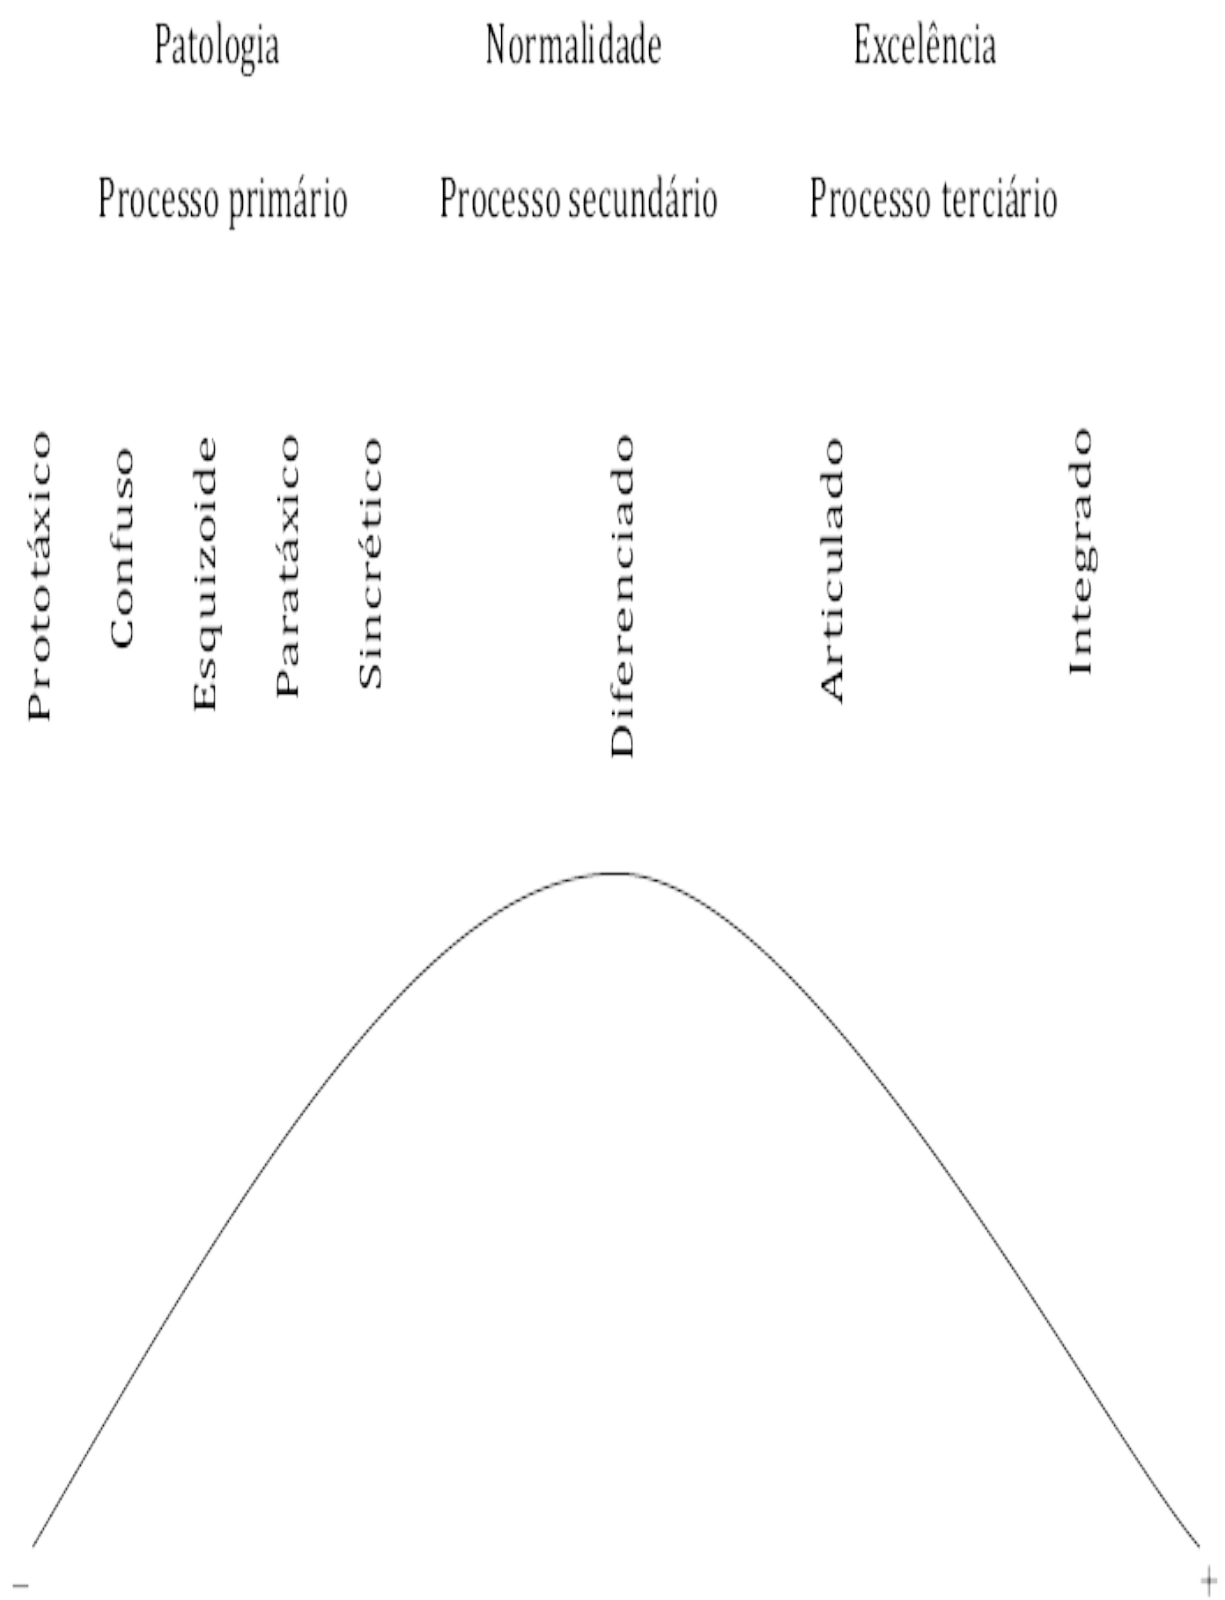 Patologia Normalidade Excelência
Processo primário Processo secundário Processo terciário
Prototáxico
Confuso
Esquizoide
Paratáxico
Sincrético
Diferenciado
Articulado
Integrado
– +